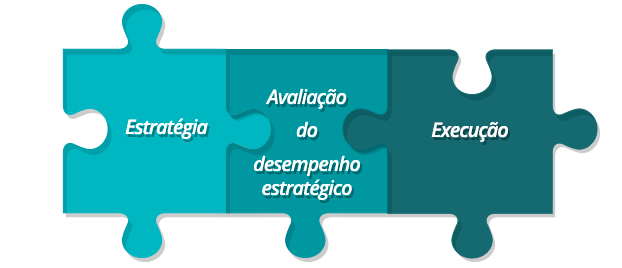 Estratégia
Avaliação
do
desempenho
estratégico
Execução